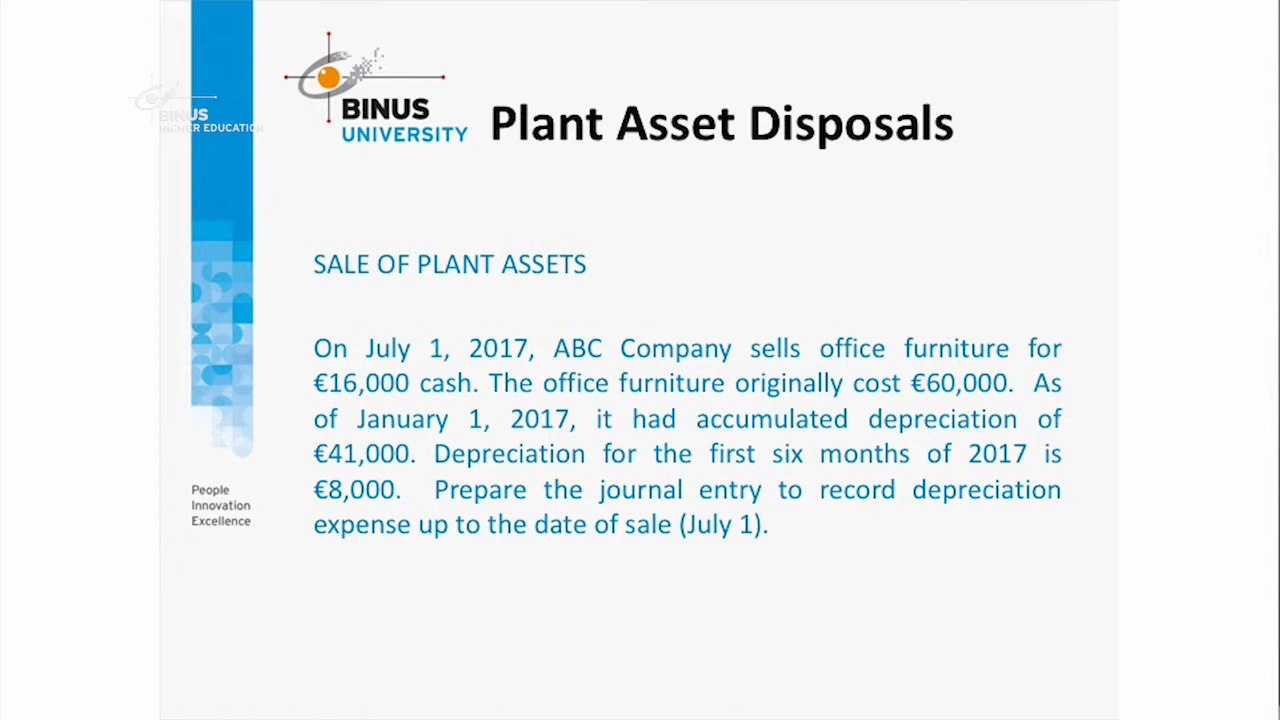 BINUS
HIGHER EDUCATION
BINUS
UNIVERSITY
Plant Asset Disposals
SALE OF PLANT ASSETS
On July 1, 2017, ABC Company sells office furniture for
€16,000 cash. The office furniture originally cost €60,000. As
of January 1, 2017, it had accumulated depreciation of
€41,000. Depreciation for the first six months of 2017 is
€8,000. Prepare the journal entry to record depreciation
expense up to the date of sale (July 1).
People
Innovation
Excellence